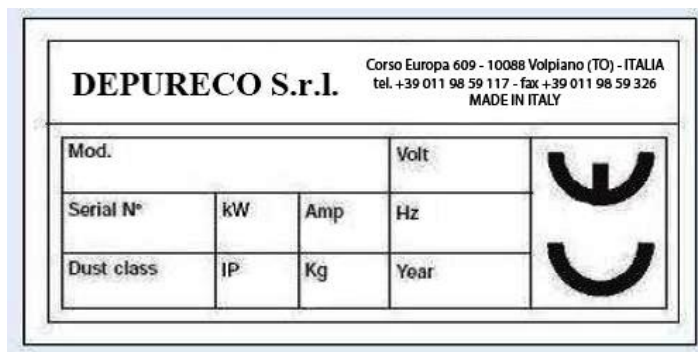 DEPURECO S.r.l.
Corso Europa 609 - 10088 Volpiano (TO) - ITALIA
tel. +39 011 98 59 117 - fax +39 011 98 59 326
MADE IN ITALY
Mod. Volt
Serial N° kW Amp Hz
Dust class IP Kg Year
CE